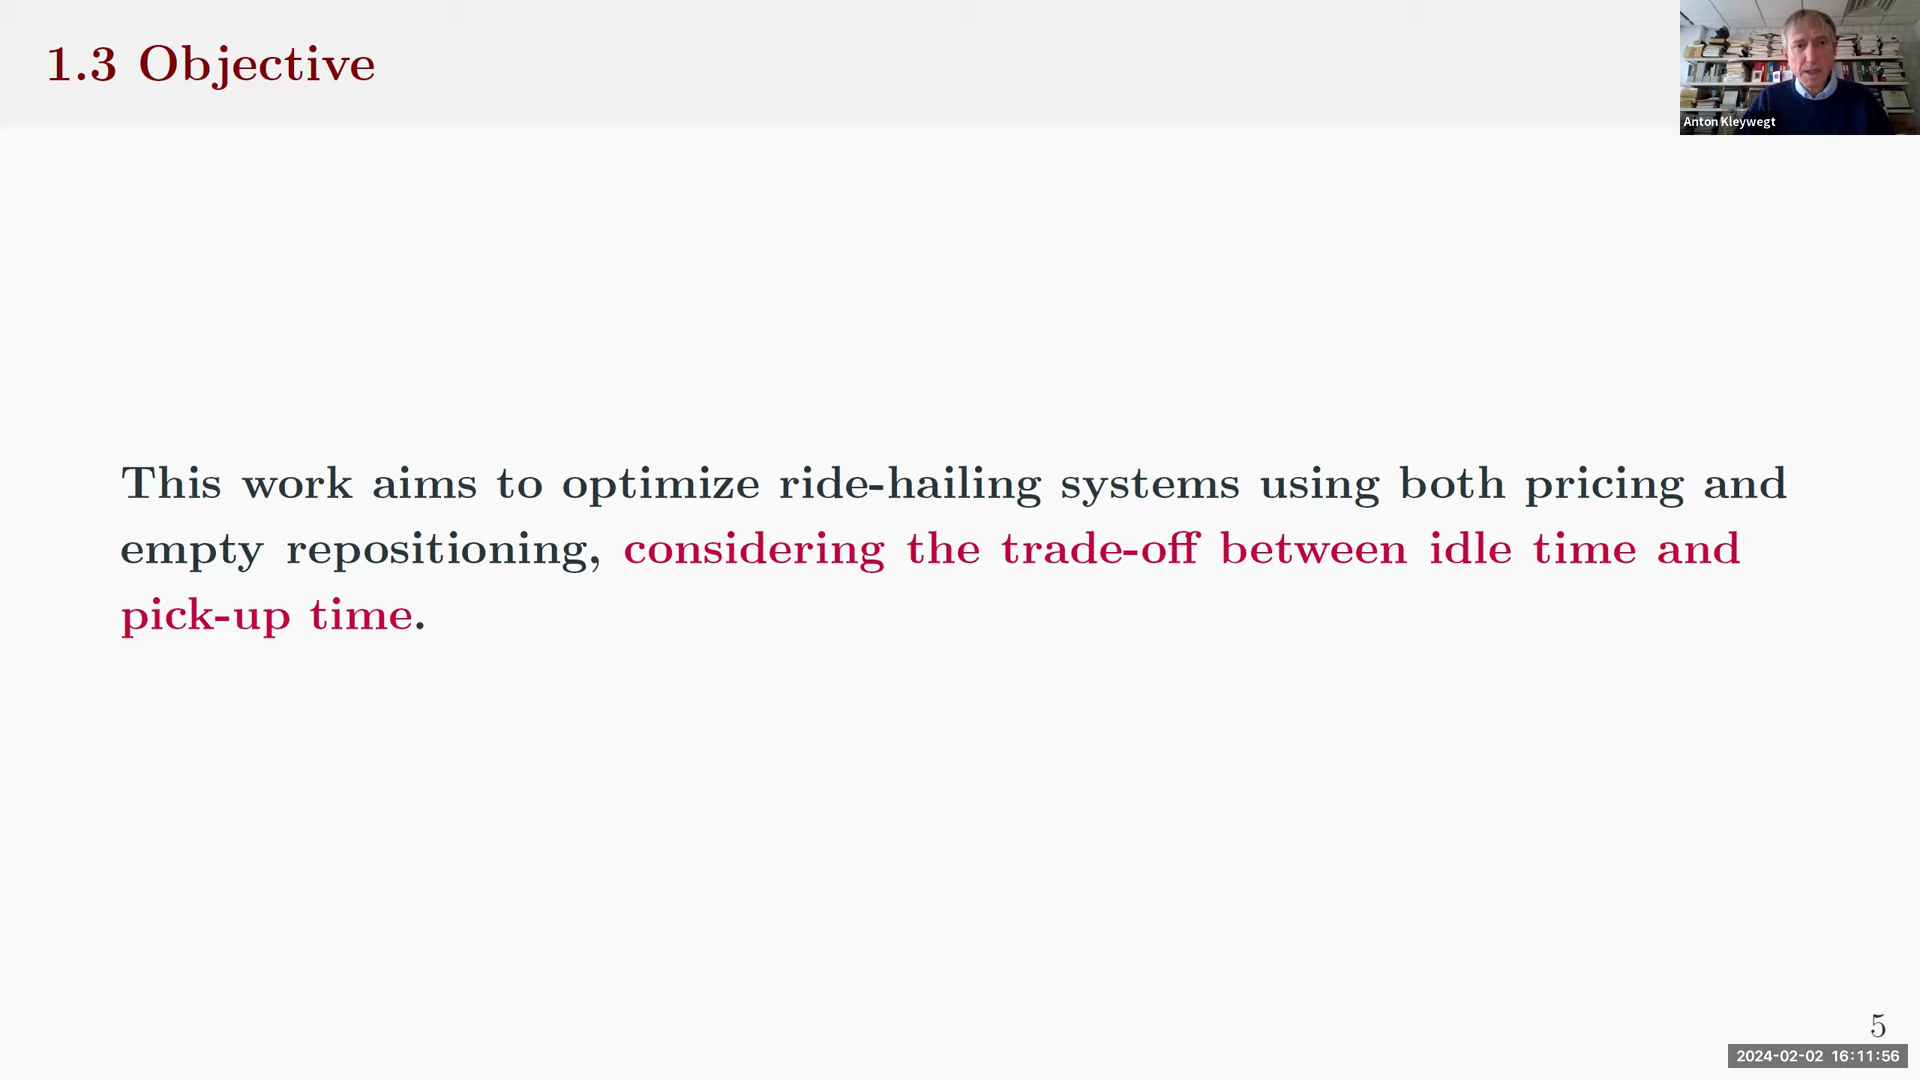 1.3 Objective
Anton Kleywegt
This work aims to optimize ride-hailing systems using both pricing and
empty repositioning, considering the trade-off between idle time and
pick-up time.
5
2024-02-02 16:11:56